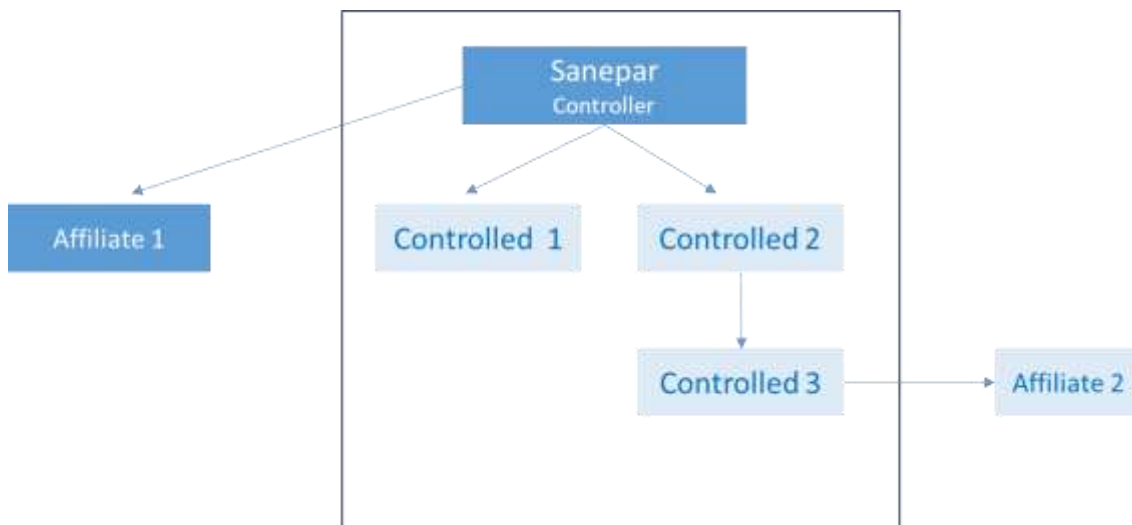 Sanepar
Controller
Affiliate 1
Controlled 1
Controlled 2
Controlled 3
Affiliate 2